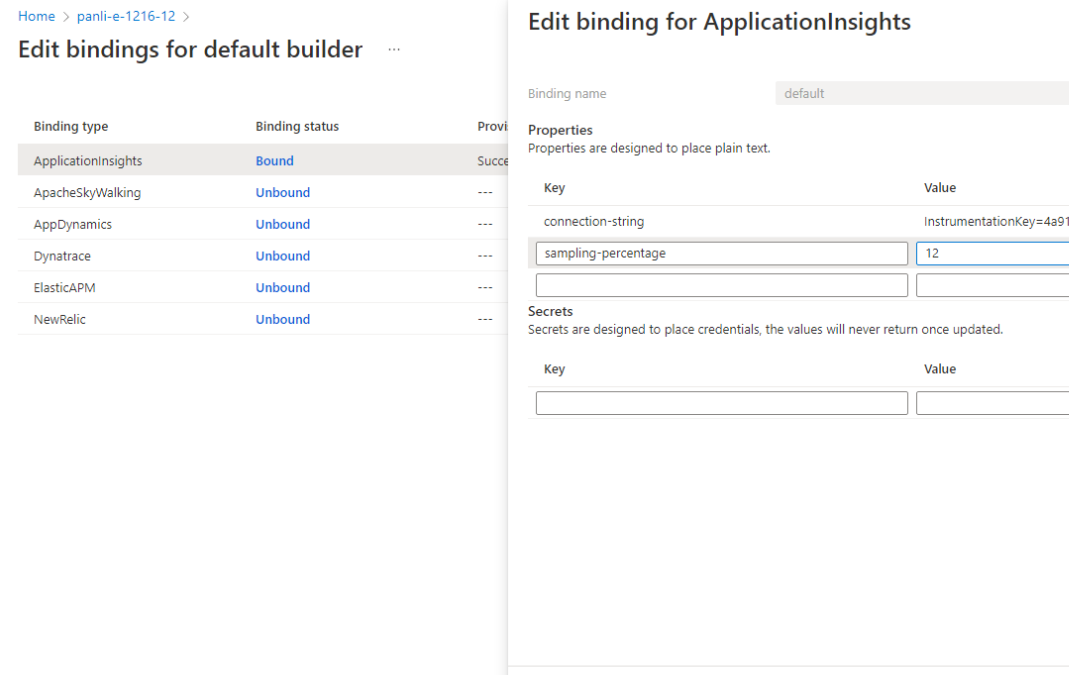 Home > panli-e-1216-12 >
Edit bindings for default builder ...
Binding type Binding status Provi
ApplicationInsights Bound Succe
ApacheSkyWalking Unbound ---
AppDynamics Unbound ---
Dynatrace Unbound ---
ElasticAPM Unbound ---
NewRelic Unbound ---
Edit binding for ApplicationInsights
Binding name default
Properties
Properties are designed to place plain text.
Key Value
connection-string InstrumentationKey=4a91
sampling-percentage 12
Secrets
Secrets are designed to place credentials, the values will never return once updated.
Key Value